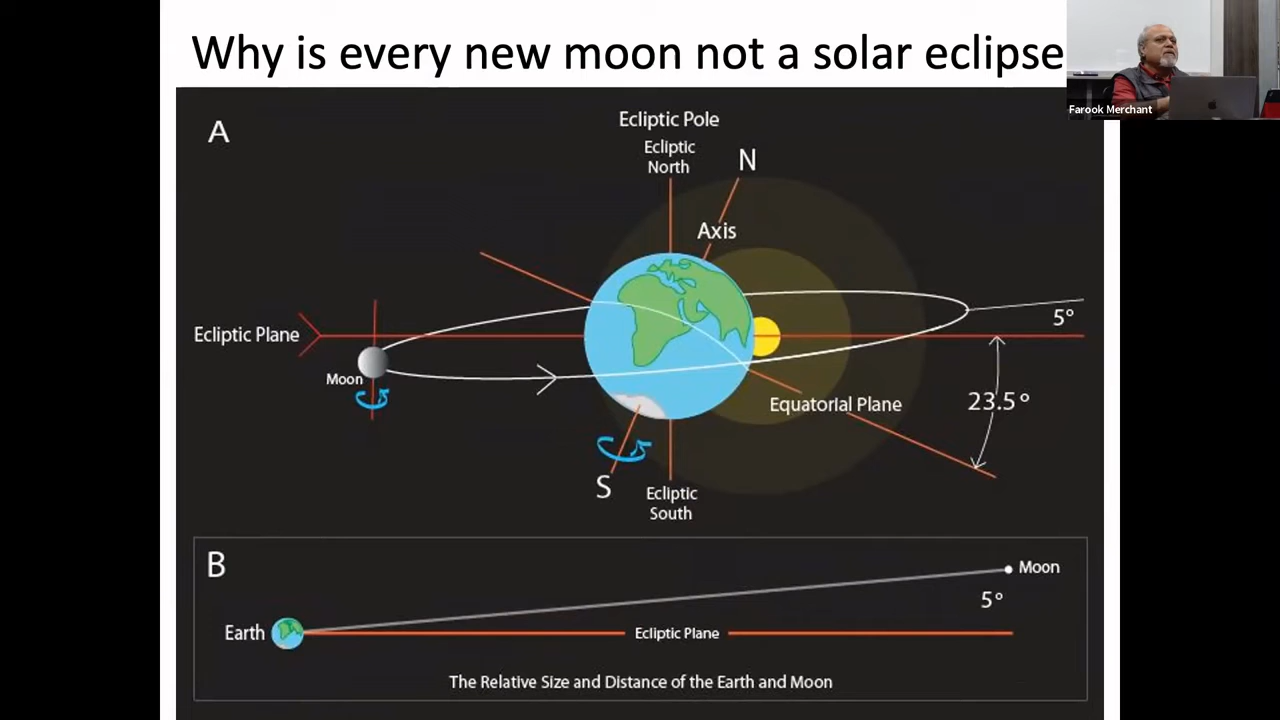 Why is every new moon not a solar eclipse
Farook Merchant
A
Ecliptic Pole
Ecliptic
North
N
Axis
Ecliptic Plane
Moon
5°
Equatorial Plane
23.5°
S
Ecliptic
South
B
Moon
5°
Earth
Ecliptic Plane
The Relative Size and Distance of the Earth and Moon